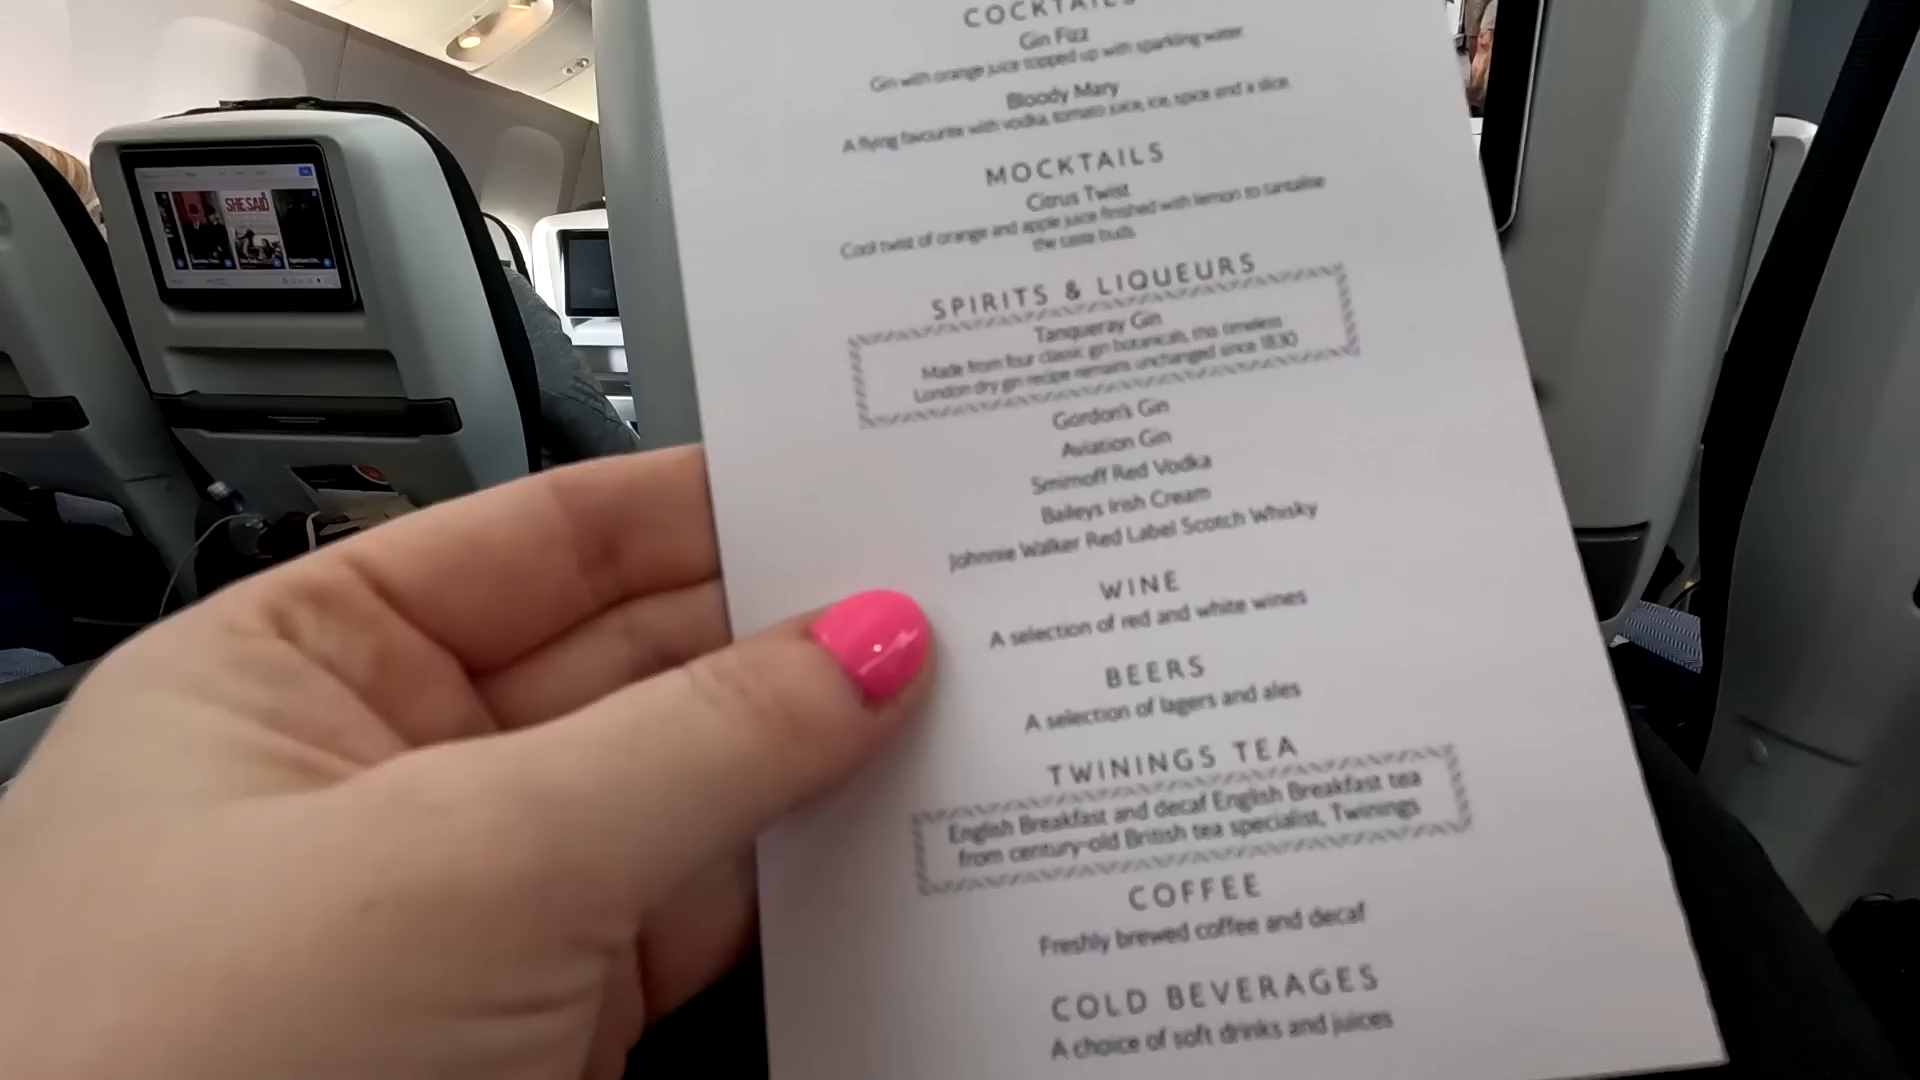 COCKTAILS
Gin Fizz
Gin with orange juice topped up with sparkling water
Bloody Mary
A flying favourite with vodka, tomato juice, ice, spice and a slice
MOCKTAILS
Citrus Twist
Cool twist of orange and apple juice finished with lemon to tantalise
the taste buds
SPIRITS & LIQUEURS
Tanqueray Gin
Made from four classic gin botanicals, this timeless
London dry gin recipe remains unchanged since 1830
Gordon's Gin
Aviation Gin
Smirnoff Red Vodka
Baileys Irish Cream
Johnnie Walker Red Label Scotch Whisky
WINE
A selection of red and white wines
BEERS
A selection of lagers and ales
TWININGS TEA
English Breakfast and decaf English Breakfast tea
from century-old British tea specialist, Twinings
COFFEE
Freshly brewed coffee and decaf
COLD BEVERAGES
A choice of soft drinks and juices
SHE SAID